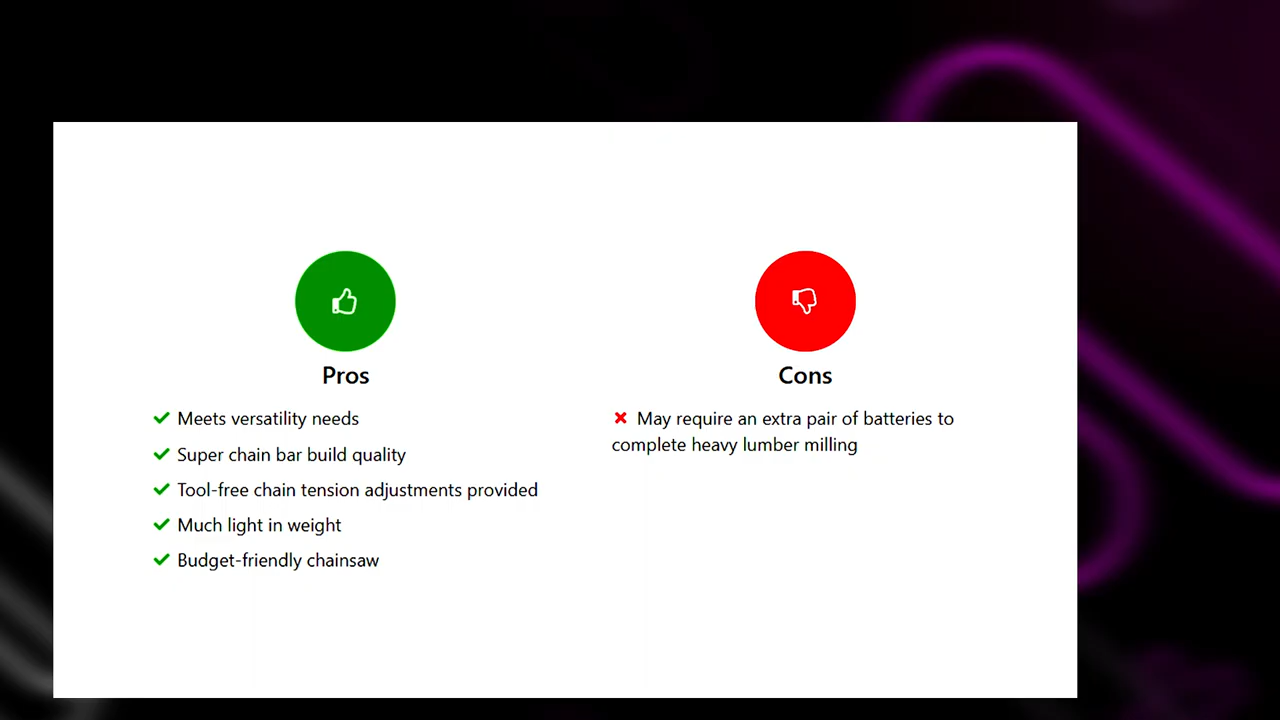 Pros
Meets versatility needs
Super chain bar build quality
Tool-free chain tension adjustments provided
Much light in weight
Budget-friendly chainsaw
Cons
May require an extra pair of batteries to
complete heavy lumber milling